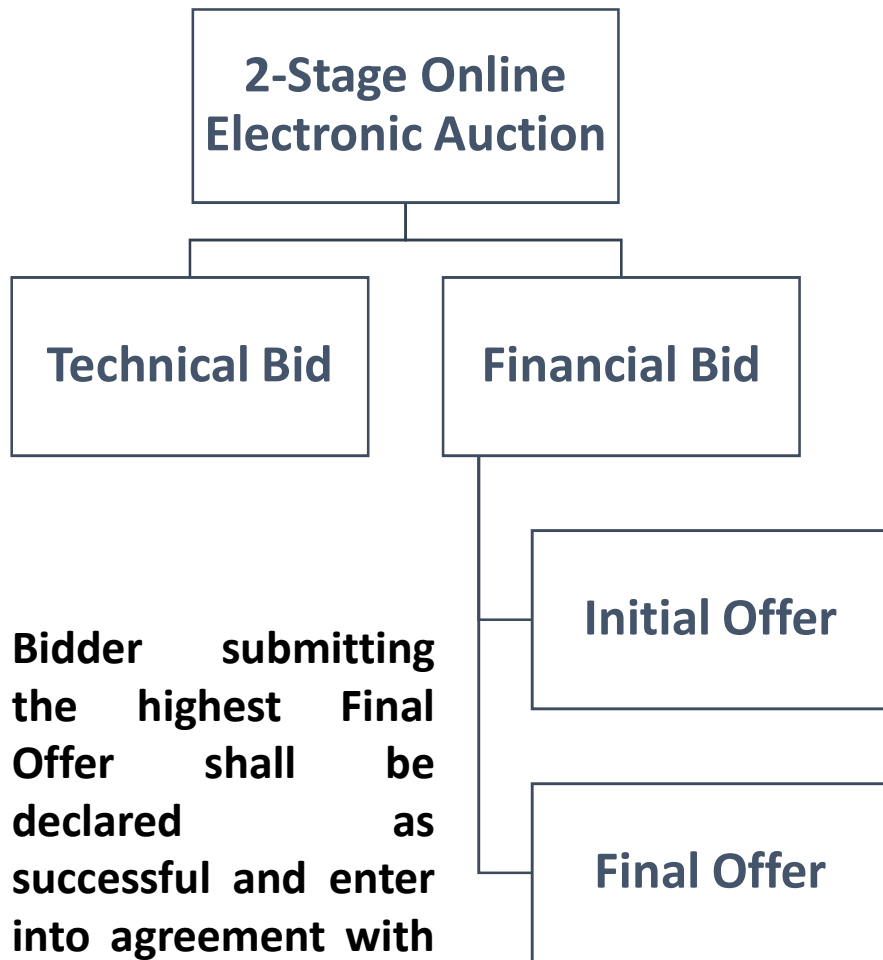 2-Stage Online
Electronic Auction
Technical Bid
Financial Bid
Initial Offer
Final Offer
Bidder submitting
the highest Final
Offer shall be
declared as
successful and enter
into agreement with